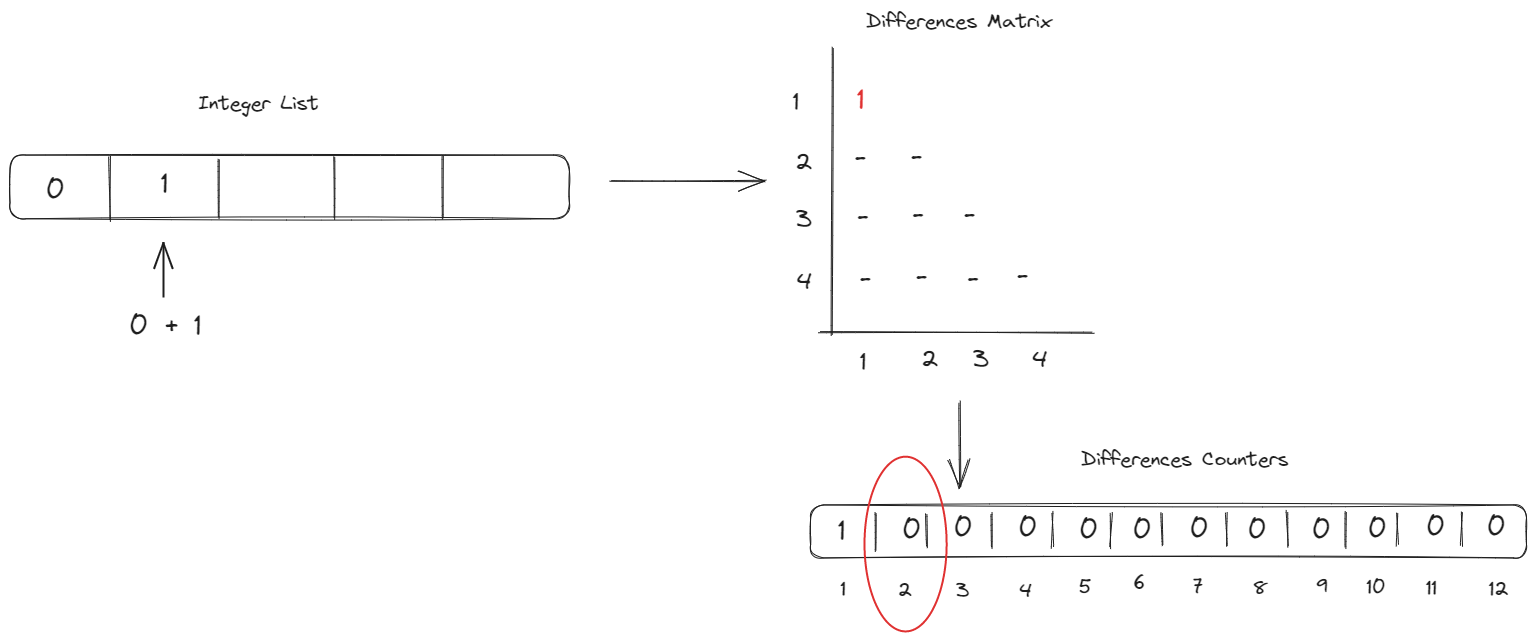 Differences Matrix
Integer List
0 1
0 + 1
1 1
2 - -
3 - - -
4 - - - -
1 2 3 4
Differences Counters
1 0 0 0 0 0 0 0 0 0 0 0
1 2 3 4 5 6 7 8 9 10 11 12